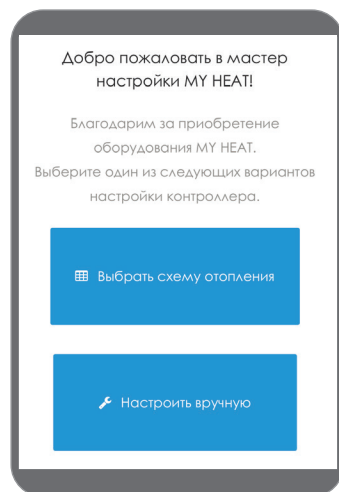 Добро пожаловать в мастер
настройки MY HEAT!
Благодарим за приобретение
оборудования MY HEAT.
Выберите один из следующих вариантов
настройки контроллера.
Выбрать схему отопления
Настроить вручную